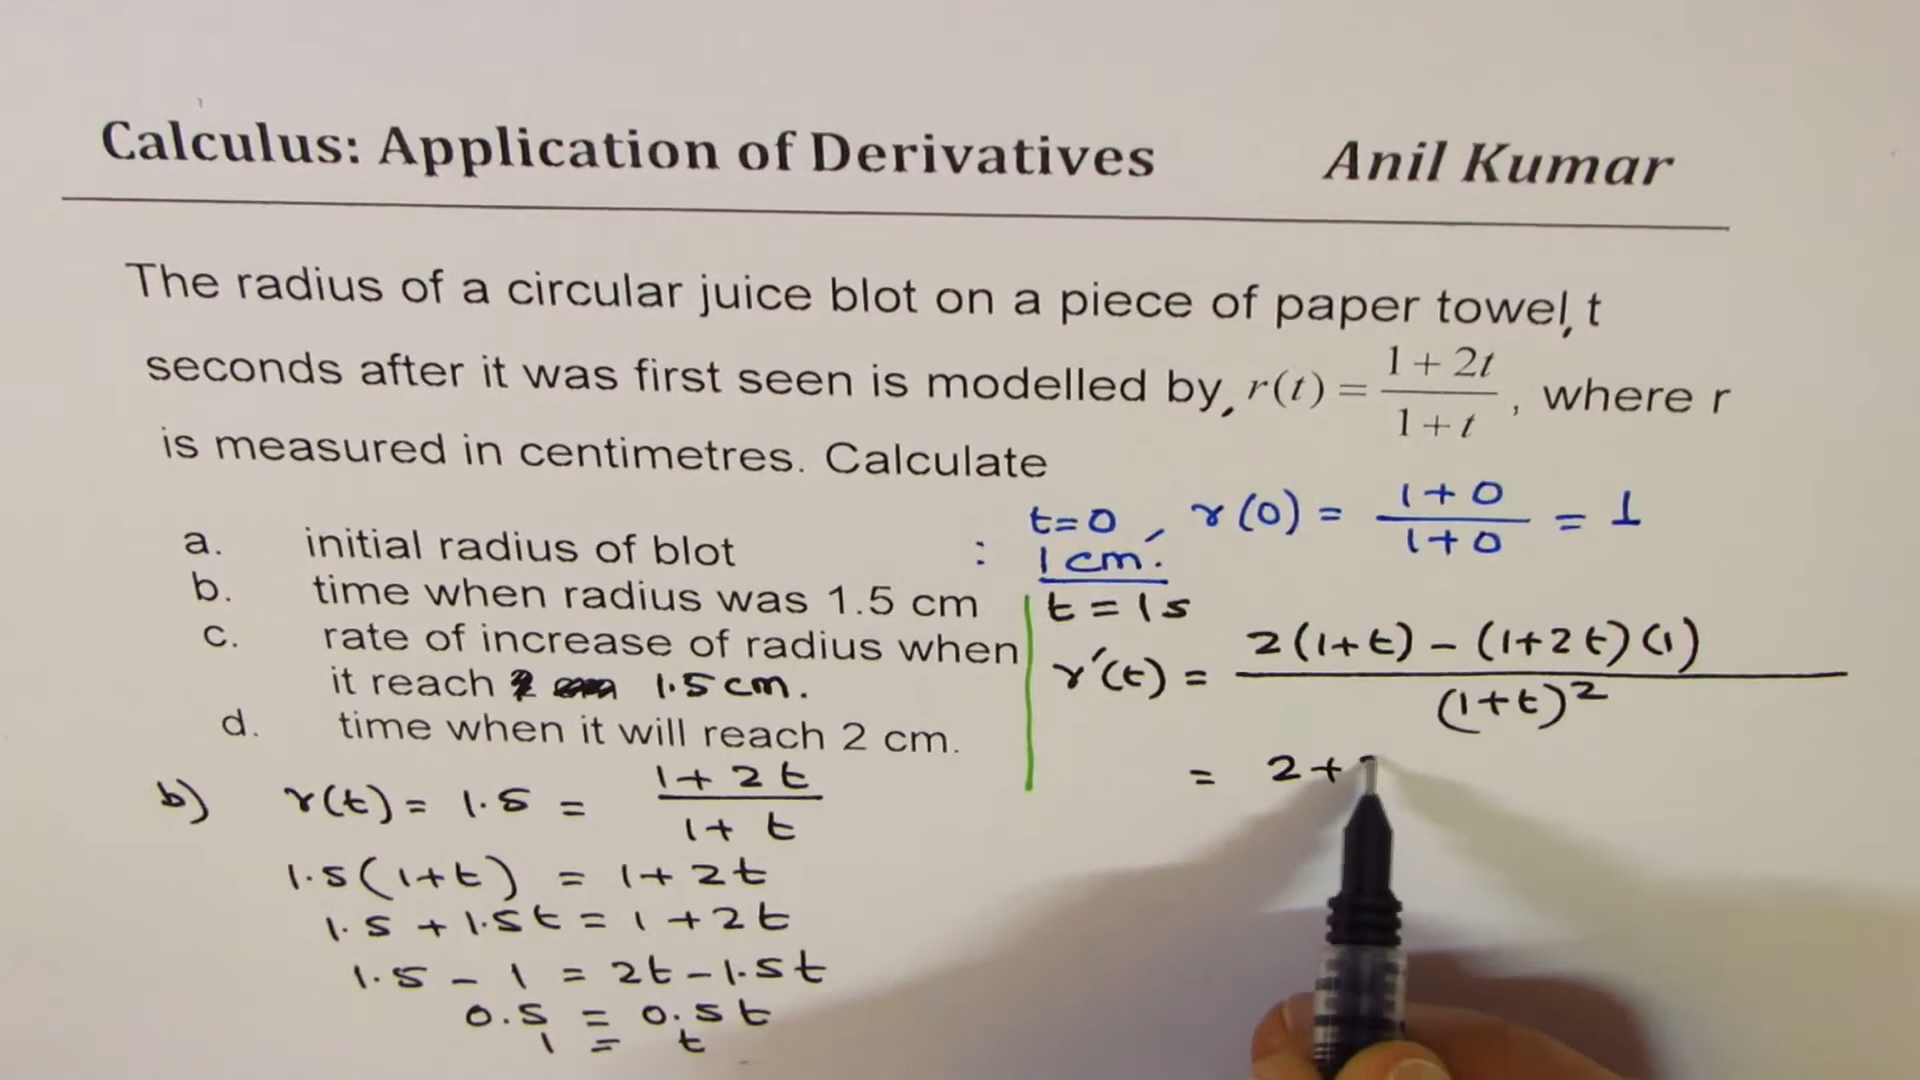 Calculus: Application of Derivatives Anil Kumar
The radius of a circular juice blot on a piece of paper towel, t
seconds after it was first seen is modelled by, r(t) = (1 + 2t)/(1 + t), where r
is measured in centimetres. Calculate
t=0, r(0) = (1+0)/(1+0) = 1
a. initial radius of blot : 1 cm.
b. time when radius was 1.5 cm t = 1 s
c. rate of increase of radius when
it reach 1.5 cm.
d. time when it will reach 2 cm.
r'(t) = (2(1+t) - (1+2t)(1))/(1+t)²
= 2 +
b) r(t) = 1.5 = (1 + 2t)/(1 + t)
1.5(1+t) = 1+2t
1.5 + 1.5t = 1 + 2t
1.5 - 1 = 2t - 1.5t
0.5 = 0.5t
1 = t